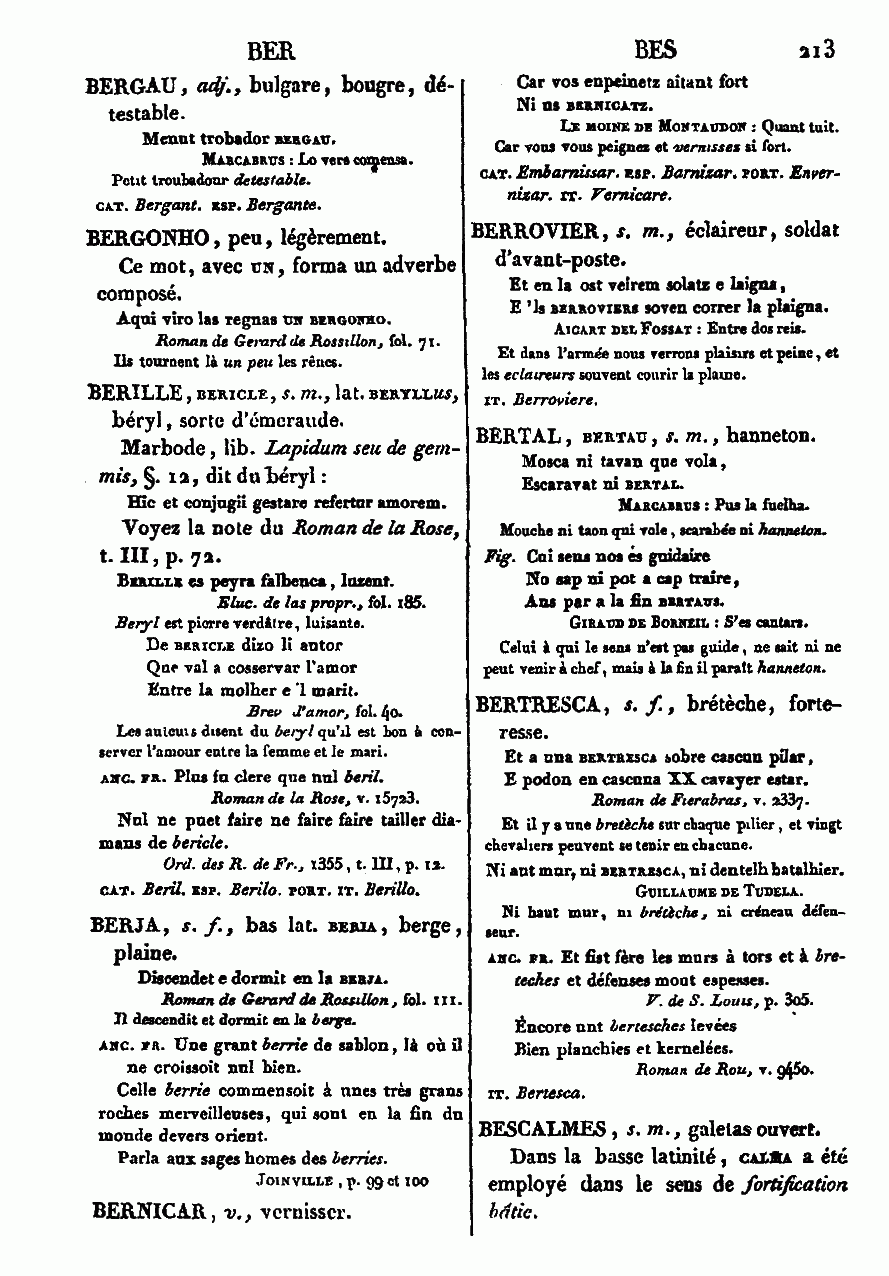 BER
BES 213
BERGAU, adj., bulgare, bougre, dé-
testable.
Menut trobador BERGAU.
MARCABRUS : Lo vers comensa.
Petit troubadour detestable.
CAT. Bergant. ESP. Bergante.
BERGONHO, peu, légèrement.
Ce mot, avec UN, forma un adverbe
composé.
Aqui viro las regnas UN BERGONHO.
Roman de Gerard de Rossillon, fol. 71.
Ils tournent là un peu les rênes.
BERILLE, BERICLE, s. m., lat. BERYLLUS,
béryl, sorte d'émeraude.
Marbode, lib. Lapidum seu de gem-
mis, §. 12, dit du béryl :
Hic et conjugii gestare refertur amorem.
Voyez la note du Roman de la Rose,
t. III, p. 72.
BERILLE es peyra falbenca, luzent.
Eluc. de las propr., fol. 185.
Beryl est pierre verdâtre, luisante.
De BERICLE dizo li autor
Que val a cosservar l'amor
Entre la molher e 'l marit.
Brev d'amor, fol. 40.
Les auteurs disent du beryl qu'il est bon à con-
server l'amour entre la femme et le mari.
ANC. FR. Plus fu clere que nul beril.
Roman de la Rose, v. 15723.
Nul ne puet faire ne faire faire tailler dia-
mans de bericle.
Ord. des R. de Fr., 1355, t. III, p. 12.
CAT. Beril. ESP. Berilo. PORT. IT. Berillo.
BERJA, s. f., bas lat. BERIA, berge,
plaine.
Discendet e dormit en la BERJA.
Roman de Gerard de Rossillon, fol. 111.
Il descendit et dormit en la berge.
ANC. FR. Une grant berrie de sablon, là où il
ne croissoit nul bien.
Celle berrie commensoit à unes très grans
roches merveilleuses, qui sont en la fin du
monde devers orient.
Parla aux sages homes des berries.
JOINVILLE, p. 99 et 100
BERNICAR, v., vernisser.
Car vos enpeinetz aitant fort
Ni us BERNICATZ.
LE MOINE DE MONTAUDON : Quant tuit.
Car vous vous peignez et vernisses si fort.
CAT. Embarnissar. ESP. Barnizar. PORT. Enver-
nizar. IT. Vernicare.
BERROVIER, s. m., éclaireur, soldat
d'avant-poste.
Et en la ost veirem solatz e laigna,
E 'ls BERROVIERS soven correr la plaigna.
AICART DEL FOSSAT : Entre dos reis.
Et dans l'armée nous verrons plaisirs et peine, et
les eclaireurs souvent courir la plaine.
IT. Berroviere.
BERTAL, BERTAU, s. m., hanneton.
Mosca ni tavan que vola,
Escaravat ni BERTAL.
MARCABRUS : Pus la fuelha.
Mouche ni taon qui vole, scarabée ni hanneton.
Fig. Cui sens nos és guidaire
No sap ni pot a cap traire,
Ans par a la fin BERTAUS.
GIRAUD DE BORNEIL : S'es cantars.
Celui à qui le sens n'est pas guide, ne sait ni ne
peut venir à chef, mais à la fin il paraît hanneton.
BERTRESCA, s. f., brétèche, forte-
resse.
Et a una BERTRESCA sobre cascun pilar,
E podon en cascuna XX cavayer estar.
Roman de Fierabras, v. 2337.
Et il y a une bretèche sur chaque pilier, et vingt
chevaliers peuvent se tenir en chacune.
Ni aut mur, ni BERTRESCA, ni dentelh batalhier.
GUILLAUME DE TUDELA.
Ni haut mur, ni brétèche, ni créneau défen-
seur.
ANC. FR. Et fist fère les murs à tors et à bre-
teches et défenses mout espesses.
V. de S. Louis, p. 305.
Encore unt bertesches levées
Bien planchies et kernelées.
Roman de Rou, v. 9450.
IT. Bertesca.
BESCALMES, s. m., galetas ouvert.
Dans la basse latinité, CALMA a été
employé dans le sens de fortification
bâtie.